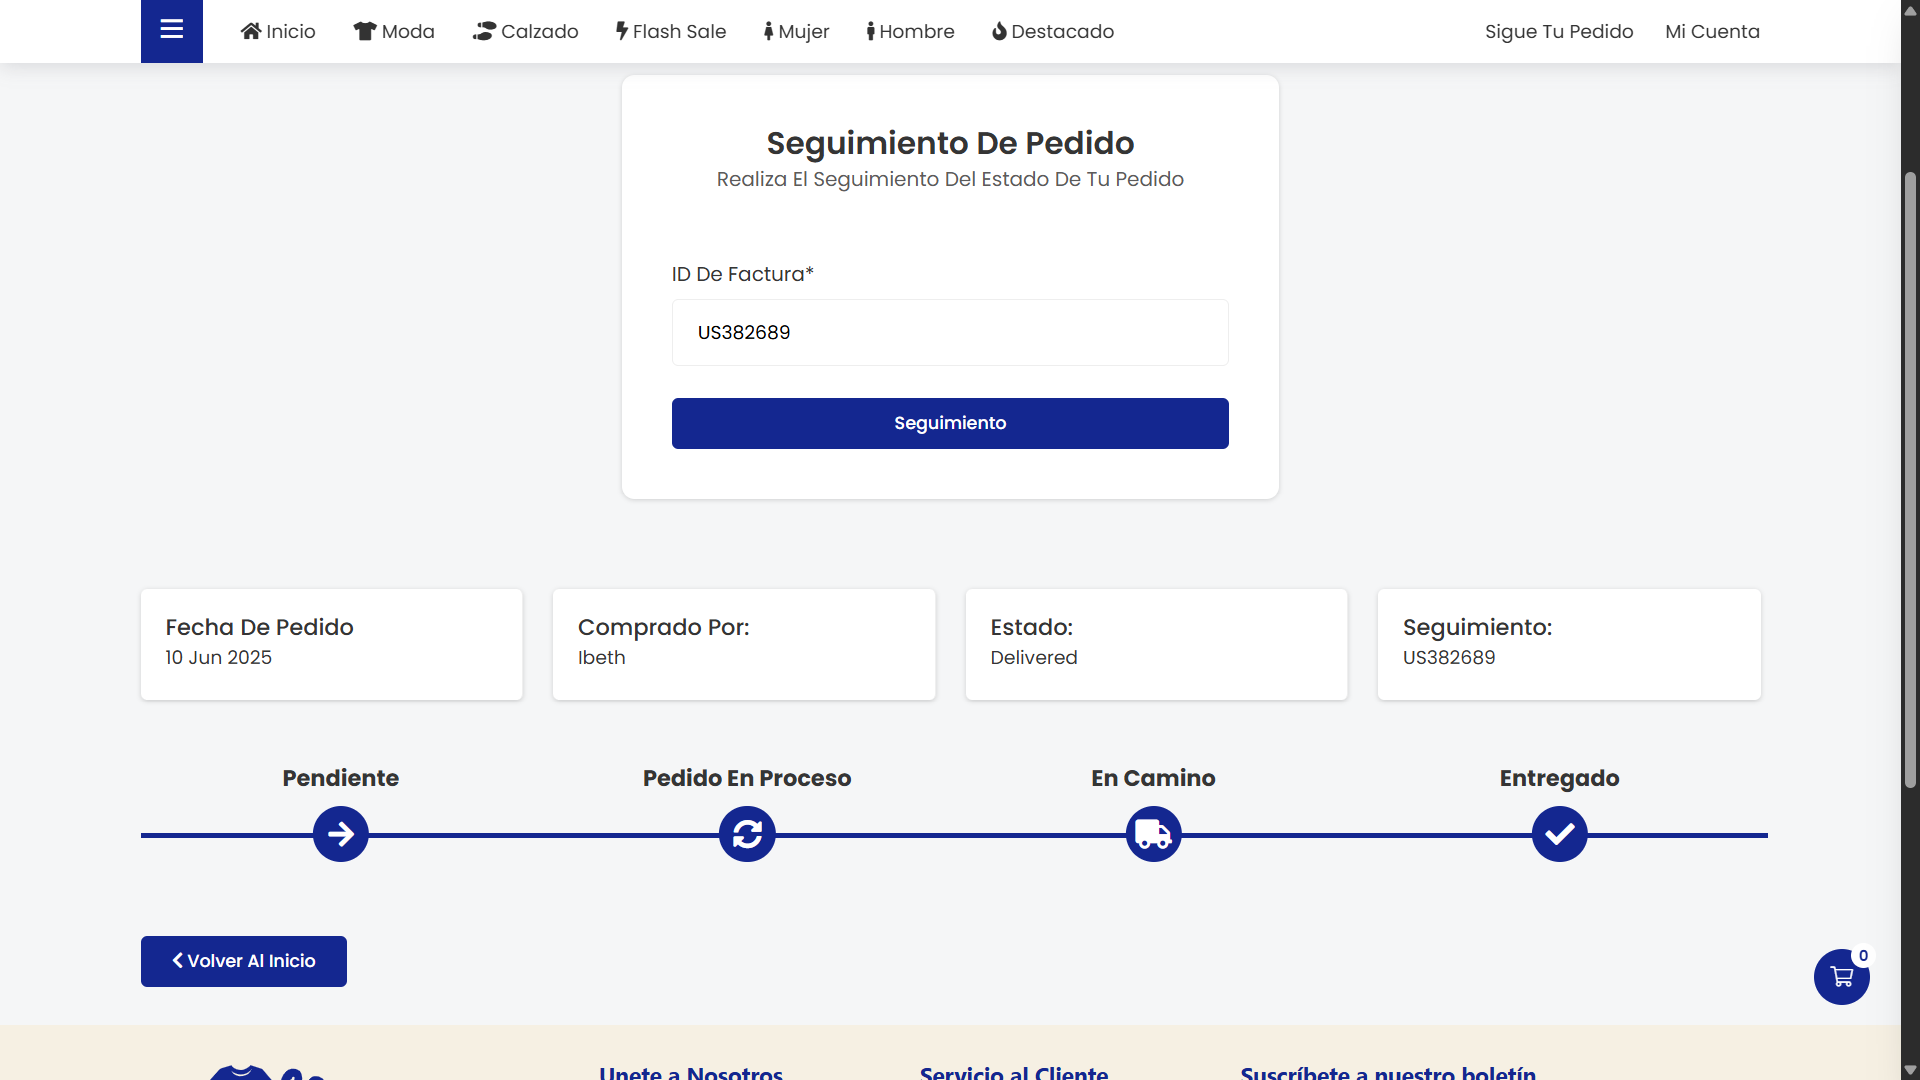 Inicio Moda Calzado Flash Sale Mujer Hombre Destacado Sigue Tu Pedido Mi Cuenta
Seguimiento De Pedido
Realiza El Seguimiento Del Estado De Tu Pedido
ID De Factura*
US382689
Seguimiento
Fecha De Pedido
10 Jun 2025
Comprado Por:
Ibeth
Estado:
Delivered
Seguimiento:
US382689
Pendiente
Pedido En Proceso
En Camino
Entregado
Volver Al Inicio
0
Unete a Nosotros
Servicio al Cliente
Suscríbete a nuestro boletín